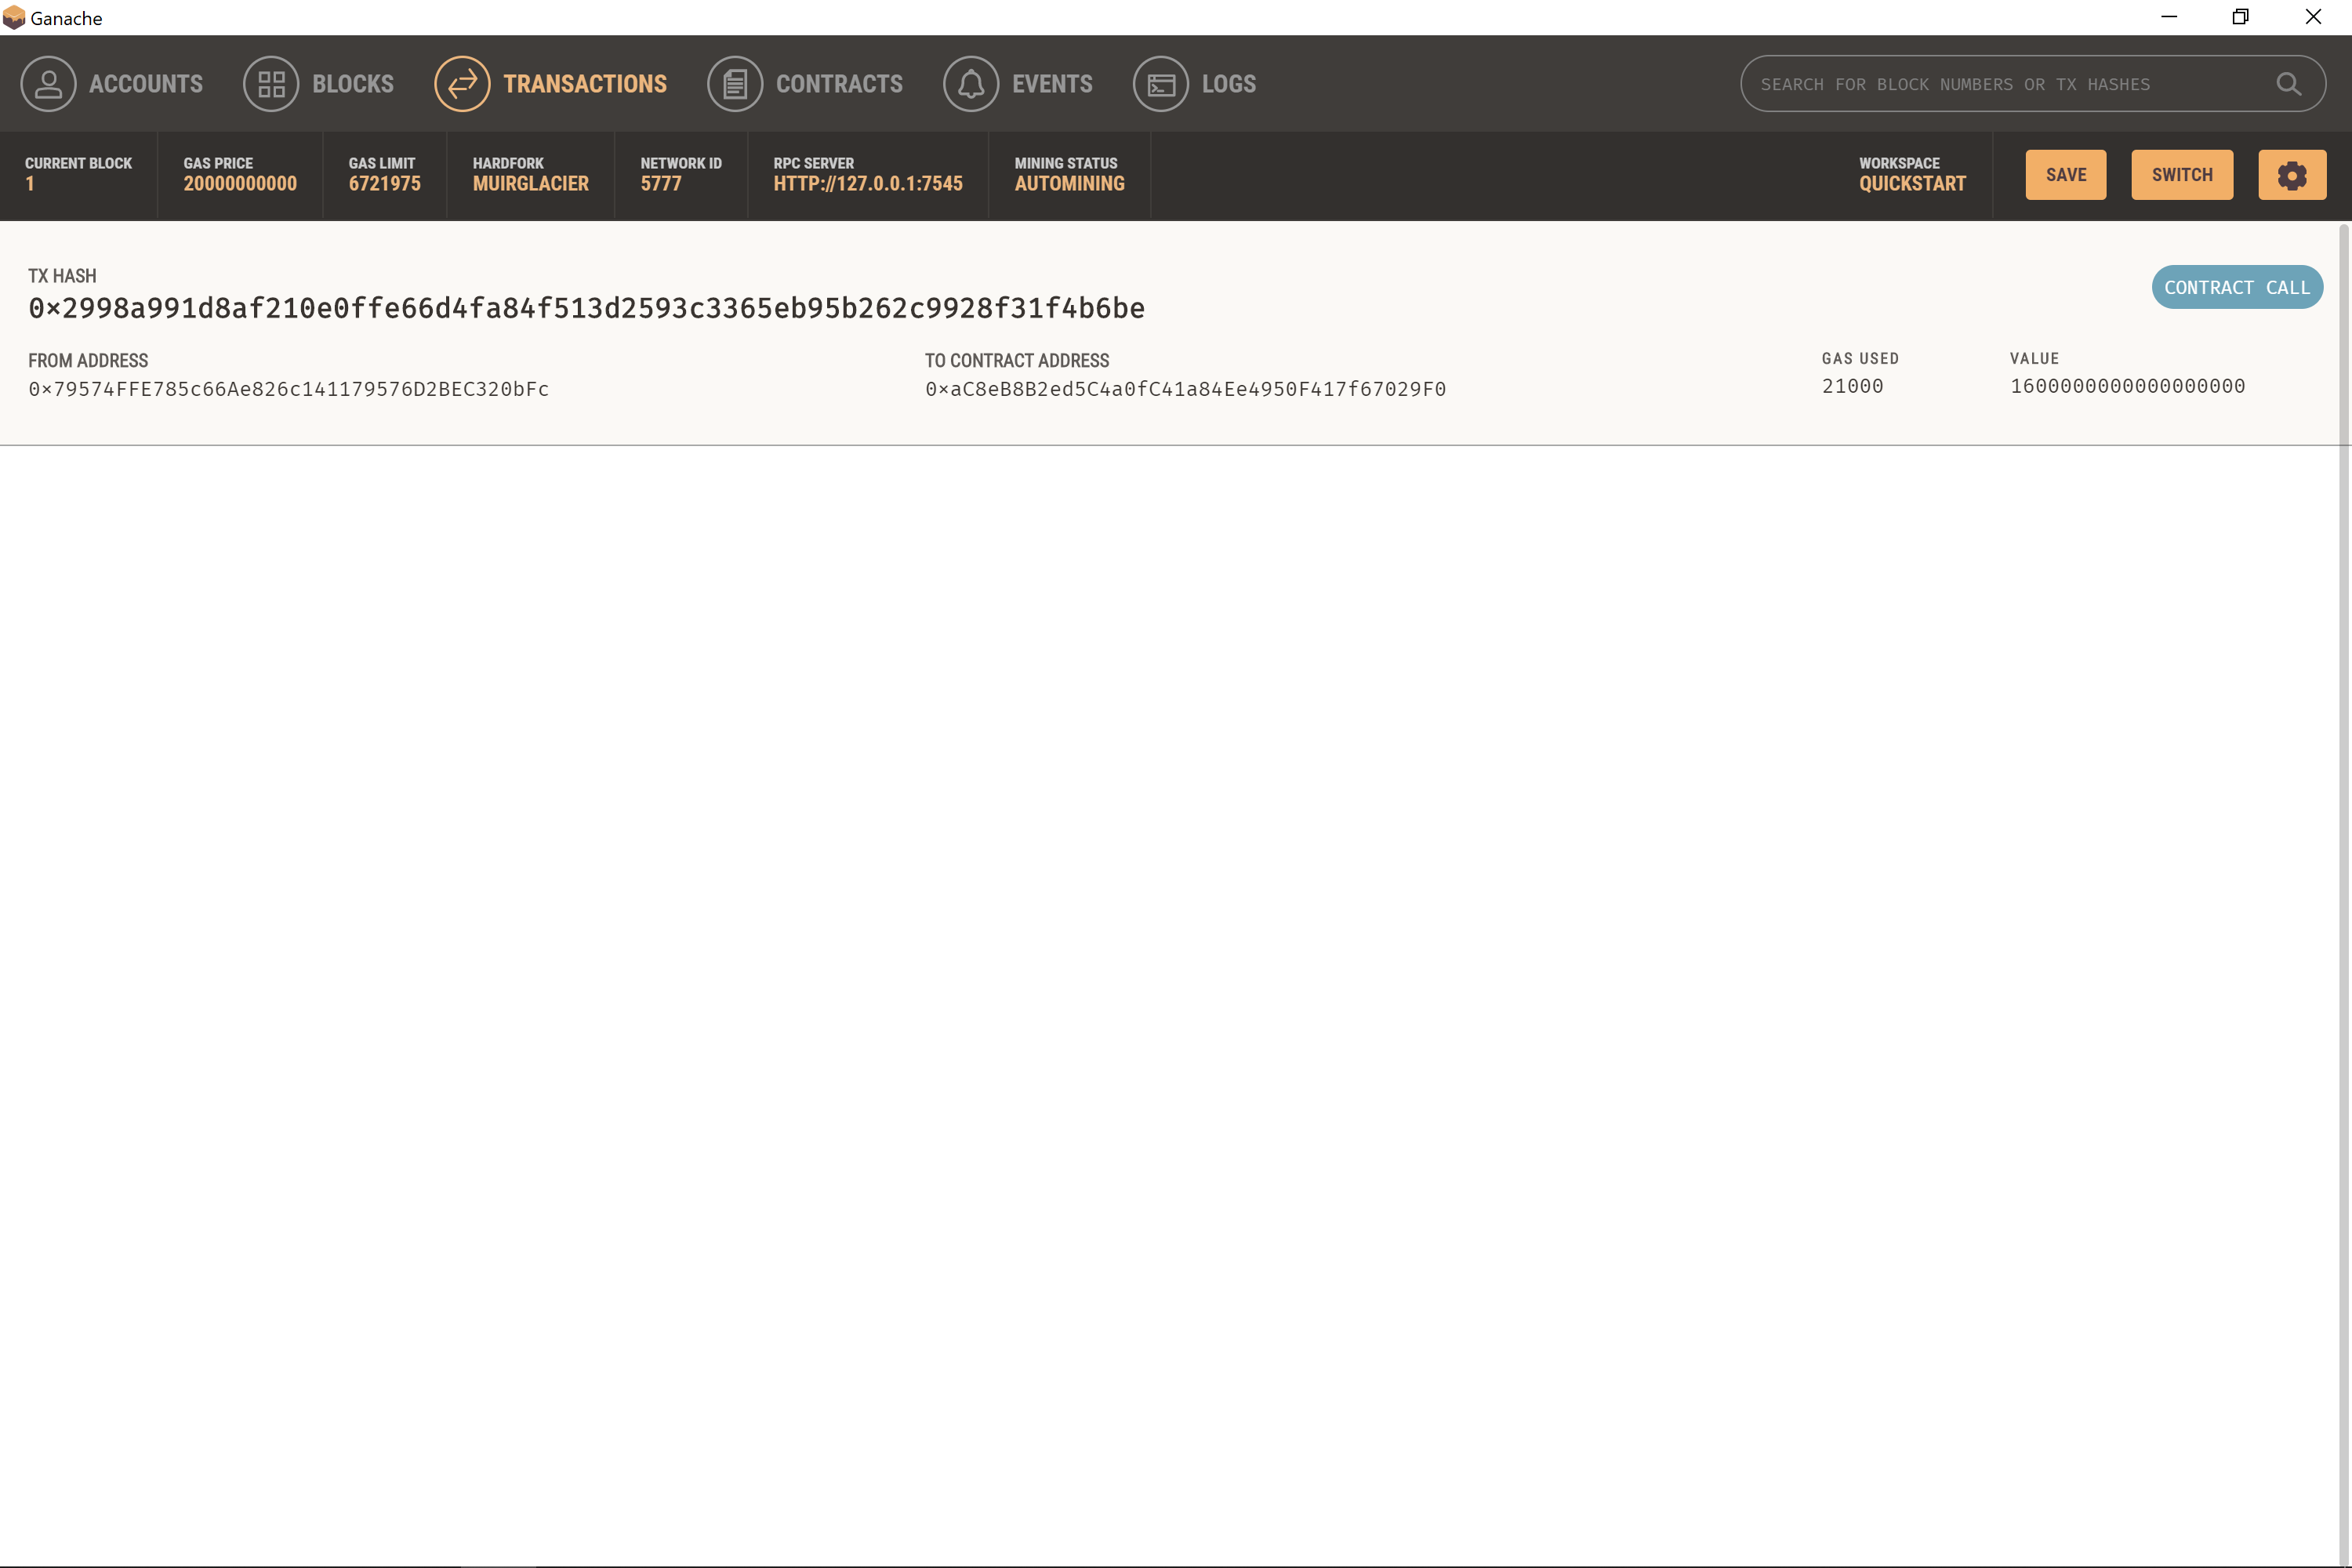 Ganache
ACCOUNTS BLOCKS TRANSACTIONS CONTRACTS EVENTS LOGS SEARCH FOR BLOCK NUMBERS OR TX HASHES
CURRENT BLOCK GAS PRICE GAS LIMIT HARDFORK NETWORK ID RPC SERVER MINING STATUS WORKSPACE
1 20000000000 6721975 MUIRGLACIER 5777 HTTP://127.0.0.1:7545 AUTOMINING QUICKSTART SAVE SWITCH
TX HASH
0×2998a991d8af210e0ffe66d4fa84f513d2593c3365eb95b262c9928f31f4b6be CONTRACT CALL
FROM ADDRESS TO CONTRACT ADDRESS GAS USED VALUE
0×79574FFE785c66Ae826c141179576D2BEC320bFc 0×aC8eB8B2ed5C4a0fC41a84Ee4950F417f67029F0 21000 1600000000000000000